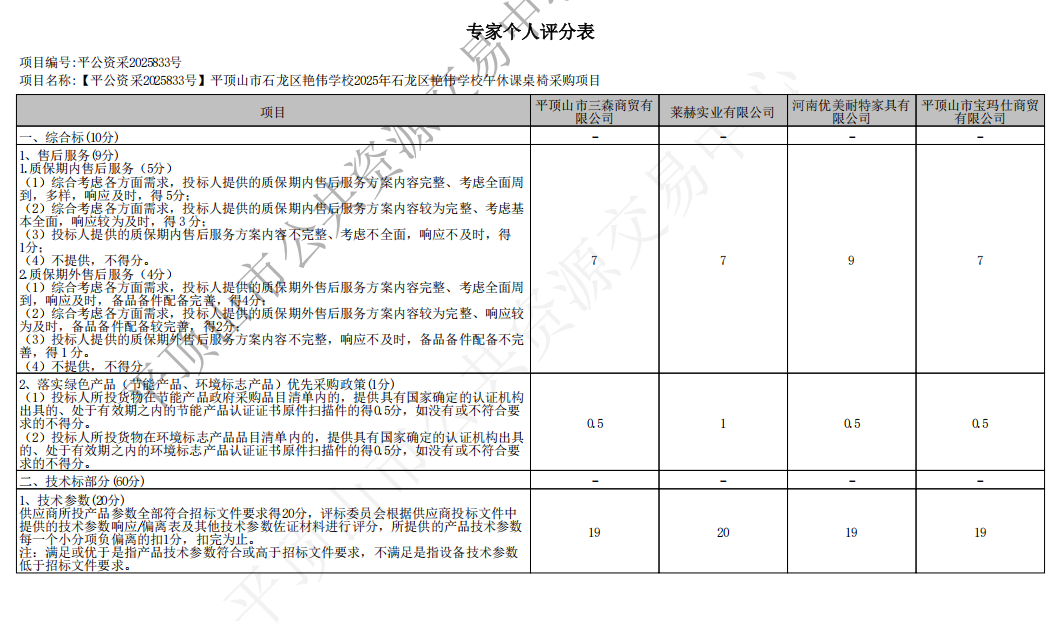 专家个人评分表
项目编号:平公资采2025833号
项目名称:【平公资采2025833号】平顶山市石龙区艳伟学校2025年石龙区艳伟学校午休课桌椅采购项目
项目
平顶山市三森商贸有
限公司
莱赫实业有限公司
河南优美耐特家具有
限公司
平顶山市宝玛仕商贸
有限公司
一、综合标(10分)
- - - -
1、售后服务(9分)
1.质保期内售后服务（5分）
（1）综合考虑各方面需求，投标人提供的质保期内售后服务方案内容完整、考虑全面周
到，多样，响应及时，得5分；
（2）综合考虑各方面需求，投标人提供的质保期内售后服务方案内容较为完整、考虑基
本全面，响应较为及时，得３分；
（3）投标人提供的质保期内售后服务方案内容不完整、考虑不全面，响应不及时，得
1分；
（4）不提供，不得分。
2.质保期外售后服务（4分）
（1）综合考虑各方面需求，投标人提供的质保期外售后服务方案内容完整、考虑全面周
到，响应及时，备品备件配备完善，得4分；
（2）综合考虑各方面需求，投标人提供的质保期外售后服务方案内容较为完整、响应较
为及时，备品备件配备较完善，得2分；
（3）投标人提供的质保期外售后服务方案内容不完整，响应不及时，备品备件配备不完
善，得１分。
（4）不提供，不得分
7 7 9 7
2、落实绿色产品（节能产品、环境标志产品）优先采购政策(1分)
（1）投标人所投货物在节能产品政府采购品目清单内的，提供具有国家确定的认证机构
出具的、处于有效期之内的节能产品认证证书原件扫描件的得0.5分，如没有或不符合要
求的不得分。
（2）投标人所投货物在环境标志产品品目清单内的，提供具有国家确定的认证机构出具
的、处于有效期之内的环境标志产品认证证书原件扫描件的得0.5分，如没有或不符合要
求的不得分。
0.5 1 0.5 0.5
二、技术标部分(60分)
- - - -
1、技术参数(20分)
供应商所投产品参数全部符合招标文件要求得20分，评标委员会根据供应商投标文件中
提供的技术参数响应/偏离表及其他技术参数佐证材料进行评分，所提供的产品技术参数
每一个小分项负偏离的扣1分，扣完为止。
注：满足或优于是指产品技术参数符合或高于招标文件要求，不满足是指设备技术参数
低于招标文件要求。
19 20 19 19
平顶山市公共资源交易中
平顶山市公共资源交易中心